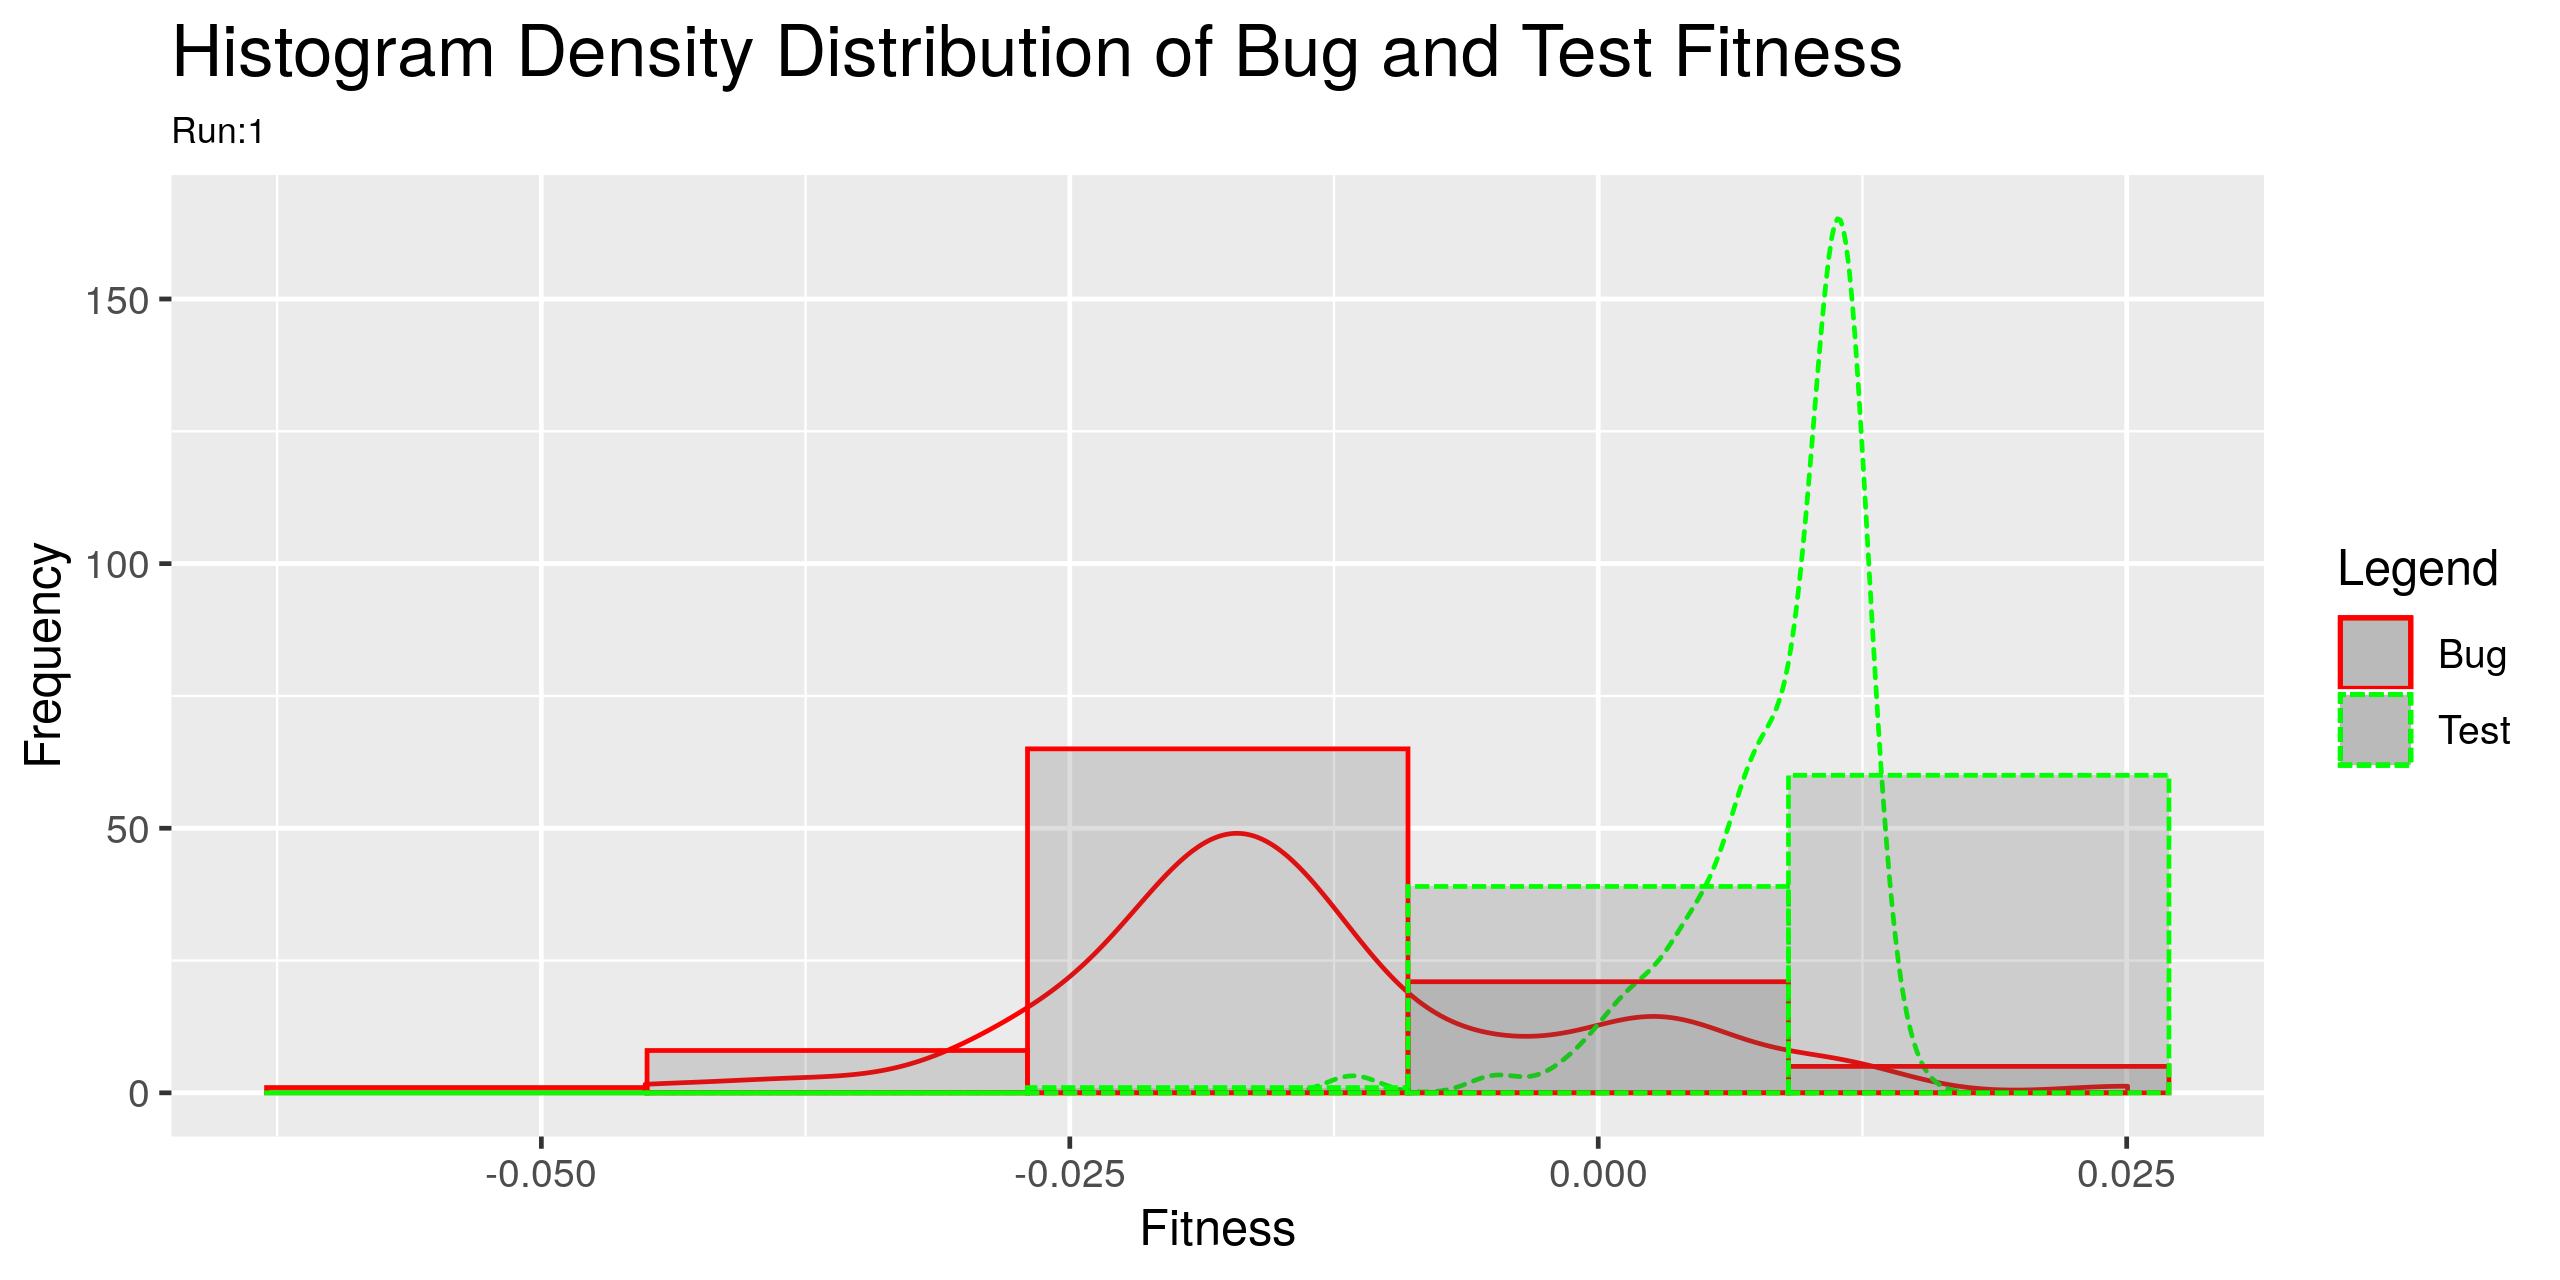 Histogram Density Distribution of Bug and Test Fitness
Run:1
Frequency
150
100
50
0
-0.050
-0.025
0.000
0.025
Fitness
Legend
Bug
Test